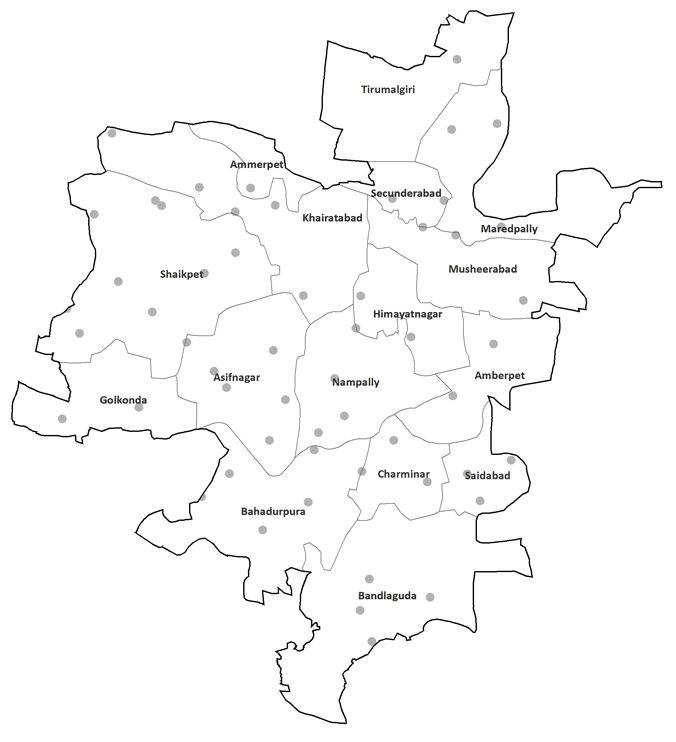 Tirumalgiri
Ammerpet
Secunderabad
Khairatabad
Maredpally
Shaikpet
Musheerabad
Himayatnagar
Asifnagar
Nampally
Amberpet
Golkonda
Charminar
Saidabad
Bahadurpura
Bandlaguda